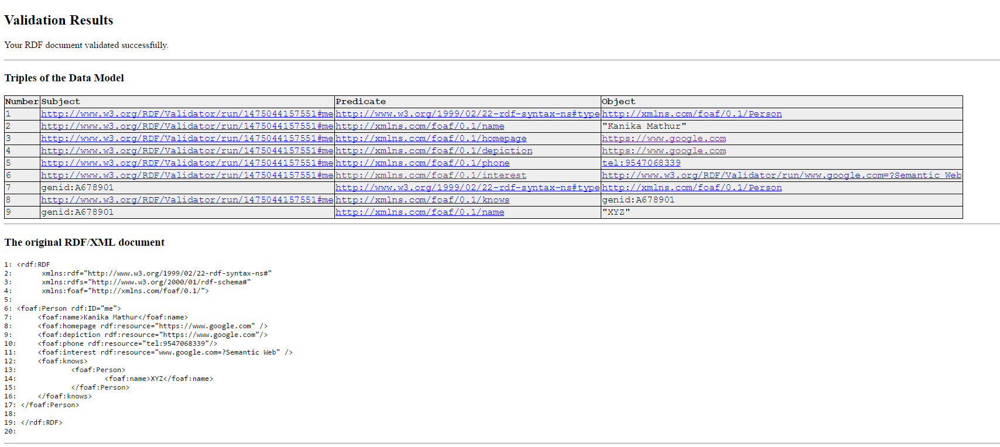 Validation Results
Your RDF document validated successfully.
Triples of the Data Model
Number Subject Predicate Object
1 http://www.w3.org/RDF/Validator/run/1475044157551#me http://www.w3.org/1999/02/22-rdf-syntax-ns#type http://xmlns.com/foaf/0.1/Person
2 http://www.w3.org/RDF/Validator/run/1475044157551#me http://xmlns.com/foaf/0.1/name "Kanika Mathur"
3 http://www.w3.org/RDF/Validator/run/1475044157551#me http://xmlns.com/foaf/0.1/homepage https://www.google.com
4 http://www.w3.org/RDF/Validator/run/1475044157551#me http://xmlns.com/foaf/0.1/depiction https://www.google.com
5 http://www.w3.org/RDF/Validator/run/1475044157551#me http://xmlns.com/foaf/0.1/phone tel:9547068339
6 http://www.w3.org/RDF/Validator/run/1475044157551#me http://xmlns.com/foaf/0.1/interest http://www.w3.org/RDF/Validator/run/www.google.com=?Semantic Web
7 genid:A678901 http://www.w3.org/1999/02/22-rdf-syntax-ns#type http://xmlns.com/foaf/0.1/Person
8 http://www.w3.org/RDF/Validator/run/1475044157551#me http://xmlns.com/foaf/0.1/knows genid:A678901
9 genid:A678901 http://xmlns.com/foaf/0.1/name "XYZ"
The original RDF/XML document
1: <rdf:RDF
2: xmlns:rdf="http://www.w3.org/1999/02/22-rdf-syntax-ns#"
3: xmlns:rdfs="http://www.w3.org/2000/01/rdf-schema#"
4: xmlns:foaf="http://xmlns.com/foaf/0.1/">
5:
6: <foaf:Person rdf:ID="me">
7: <foaf:name>Kanika Mathur</foaf:name>
8: <foaf:homepage rdf:resource="https://www.google.com" />
9: <foaf:depiction rdf:resource="https://www.google.com"/>
10: <foaf:phone rdf:resource="tel:9547068339"/>
11: <foaf:interest rdf:resource="www.google.com=?Semantic Web" />
12: <foaf:knows>
13: <foaf:Person>
14: <foaf:name>XYZ</foaf:name>
15: </foaf:Person>
16: </foaf:knows>
17: </foaf:Person>
18:
19: </rdf:RDF>
20: